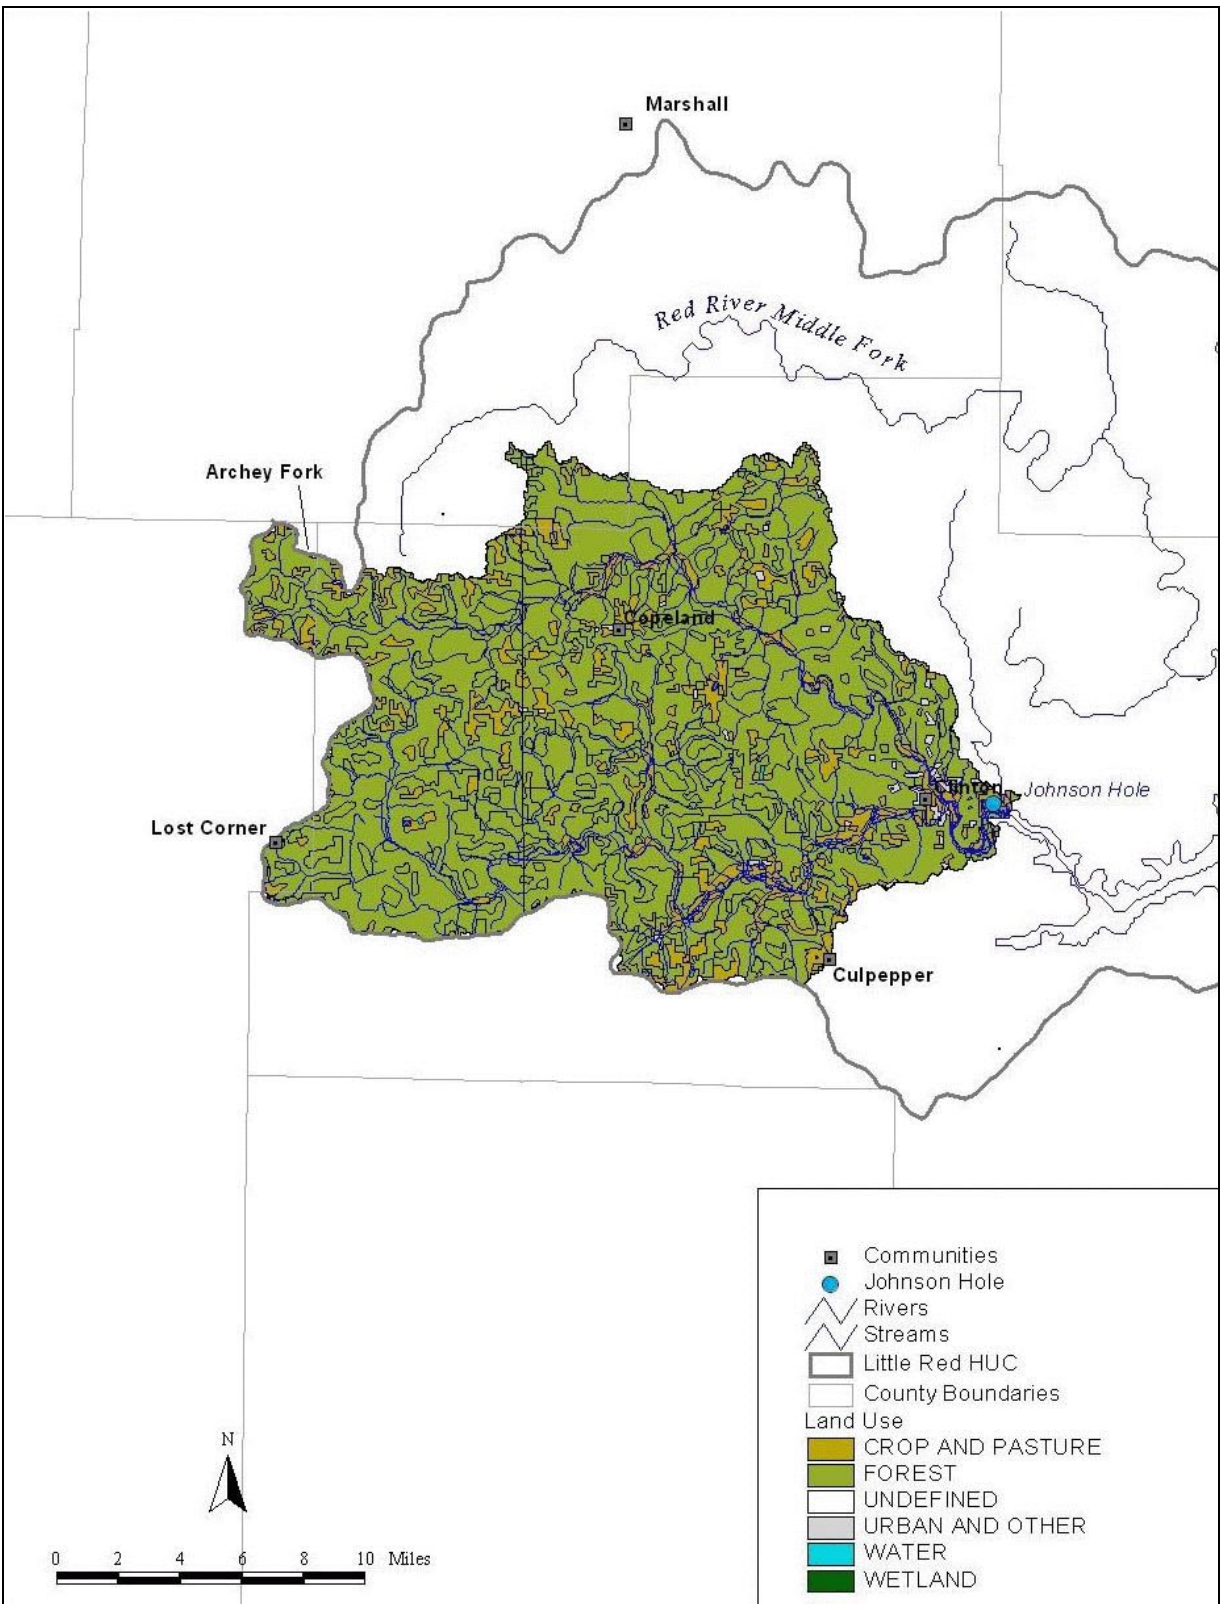 Marshall
Red River Middle Fork
Archey Fork
Copeland
Clinton
Johnson Hole
Lost Corner
Culpepper
Communities
Johnson Hole
Rivers
Streams
Little Red HUC
County Boundaries
Land Use
CROP AND PASTURE
FOREST
UNDEFINED
URBAN AND OTHER
WATER
WETLAND
N
0 2 4 6 8 10 Miles